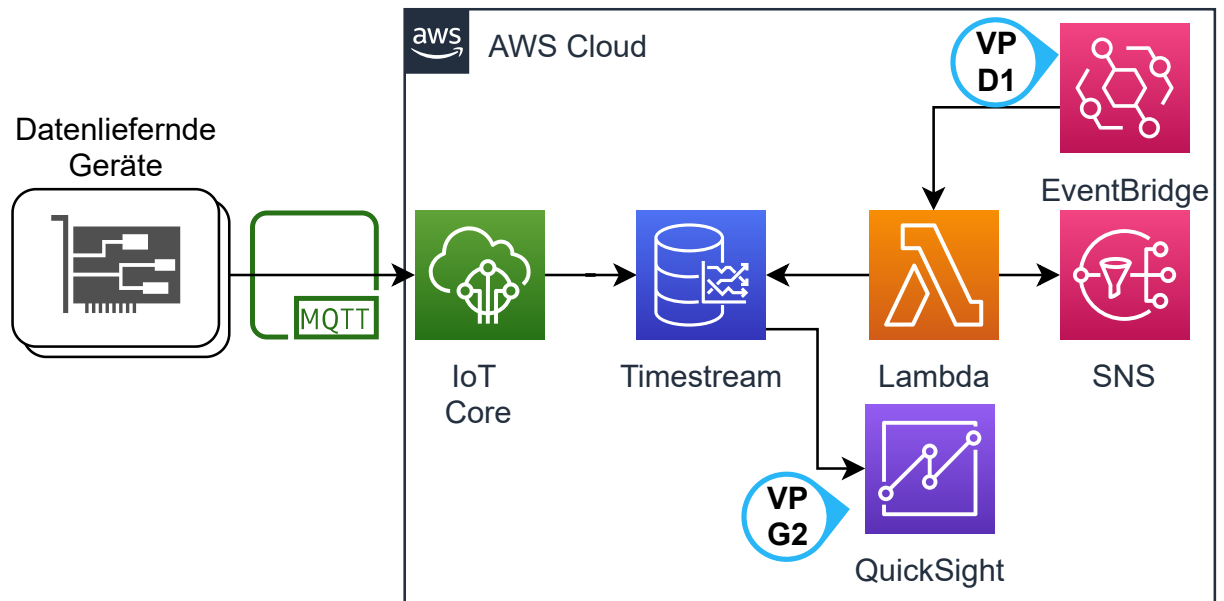 aws
AWS Cloud
VP
D1
Datenliefernde
Geräte
EventBridge
MQTT
IoT
Core
Timestream
Lambda
SNS
VP
G2
QuickSight